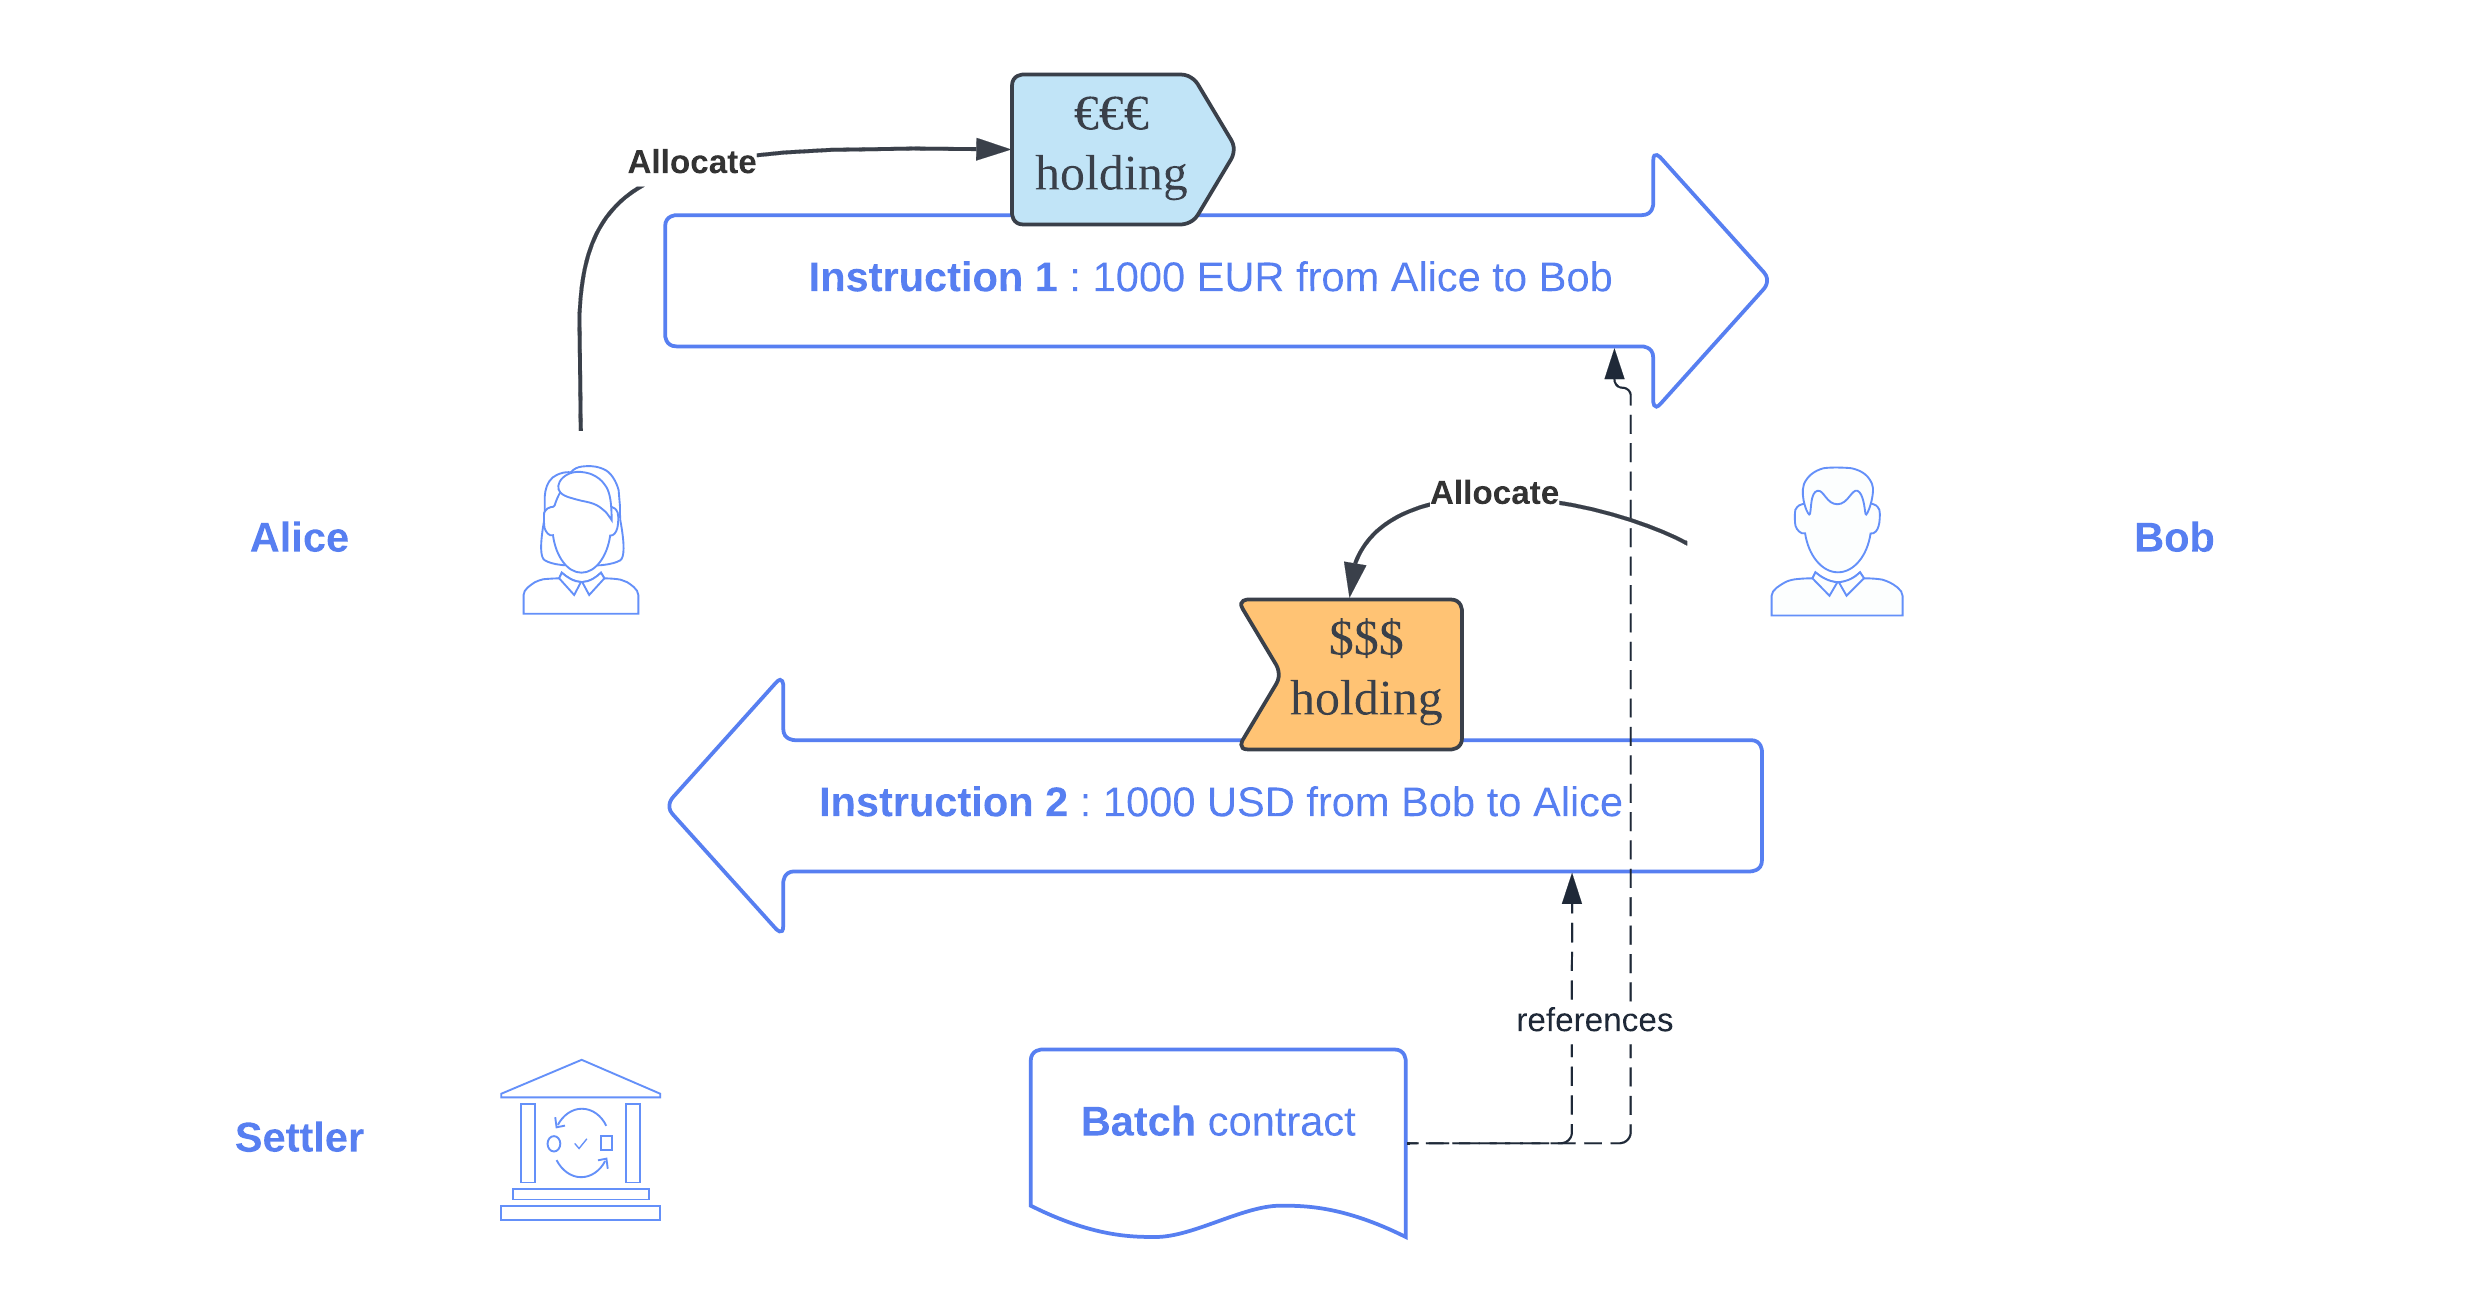 €€€
holding
Allocate
Instruction 1 : 1000 EUR from Alice to Bob
Allocate
Alice
Bob
$$$
holding
Instruction 2 : 1000 USD from Bob to Alice
references
Batch contract
Settler